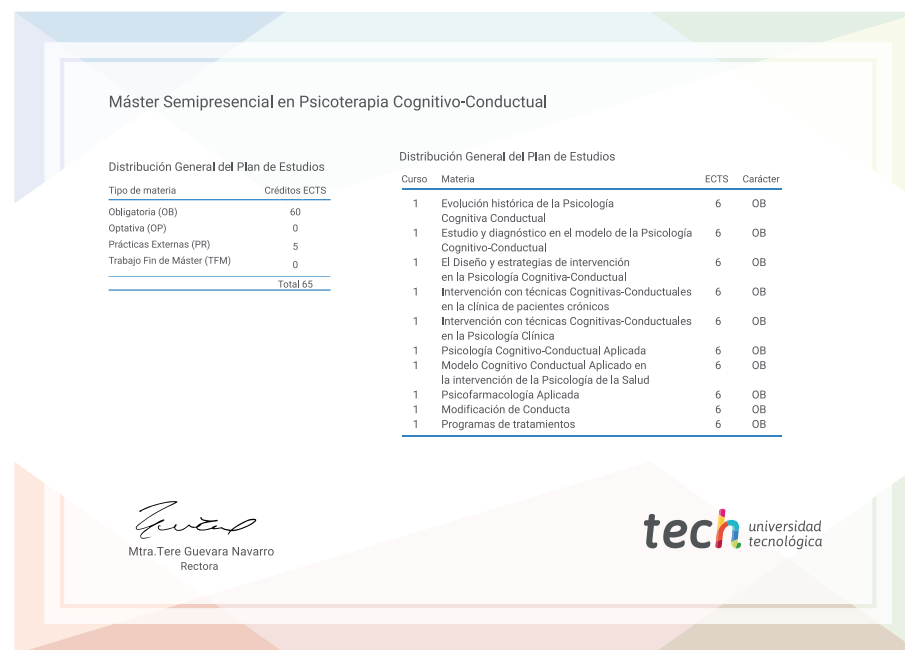 Máster Semipresencial en Psicoterapia Cognitivo-Conductual
Distribución General del Plan de Estudios
Tipo de materia Créditos ECTS
Obligatoria (OB) 60
Optativa (OP) 0
Prácticas Externas (PR) 5
Trabajo Fin de Máster (TFM) 0
Total 65
Distribución General del Plan de Estudios
Curso Materia ECTS Carácter
1 Evolución histórica de la Psicología 6 OB
Cognitiva Conductual
1 Estudio y diagnóstico en el modelo de la Psicología 6 OB
Cognitivo-Conductual
1 El Diseño y estrategias de intervención 6 OB
en la Psicología Cognitiva-Conductual
1 Intervención con técnicas Cognitivas-Conductuales 6 OB
en la clínica de pacientes crónicos
1 Intervención con técnicas Cognitivas-Conductuales 6 OB
en la Psicología Clínica
1 Psicología Cognitivo-Conductual Aplicada 6 OB
1 Modelo Cognitivo Conductual Aplicado en 6 OB
la intervención de la Psicología de la Salud
1 Psicofarmacología Aplicada 6 OB
1 Modificación de Conducta 6 OB
1 Programas de tratamientos 6 OB
Mtra.Tere Guevara Navarro
Rectora
tech universidad
tecnológica